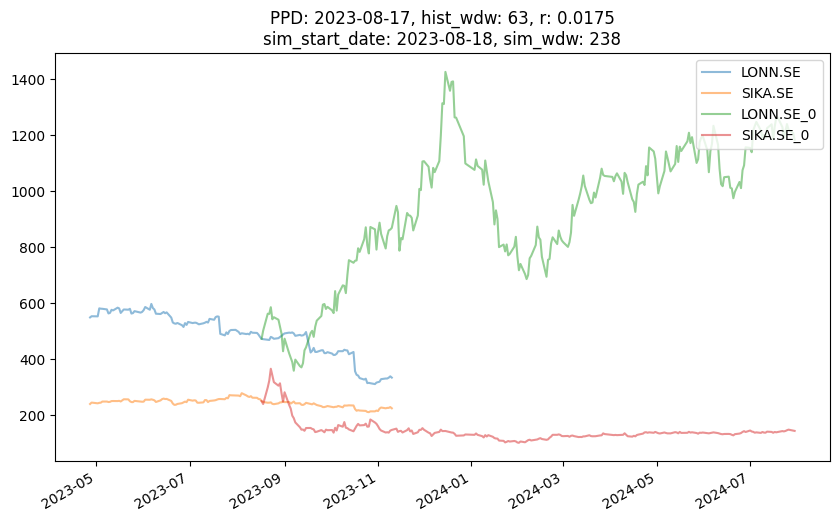 PPD: 2023-08-17, hist_wdw: 63, r: 0.0175
sim_start_date: 2023-08-18, sim_wdw: 238
LONN.SE
SIKA.SE
LONN.SE_0
SIKA.SE_0
1400
1200
1000
800
600
400
200
2023-05
2023-07
2023-09
2023-11
2024-01
2024-03
2024-05
2024-07